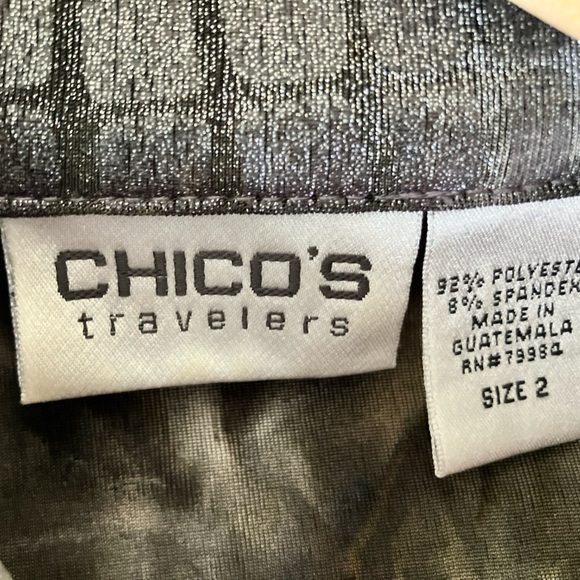 CHICO'S
travelers
92% POLYESTE
8% SPANDEX
MADE IN
GUATEMALA
RN#79984
SIZE 2